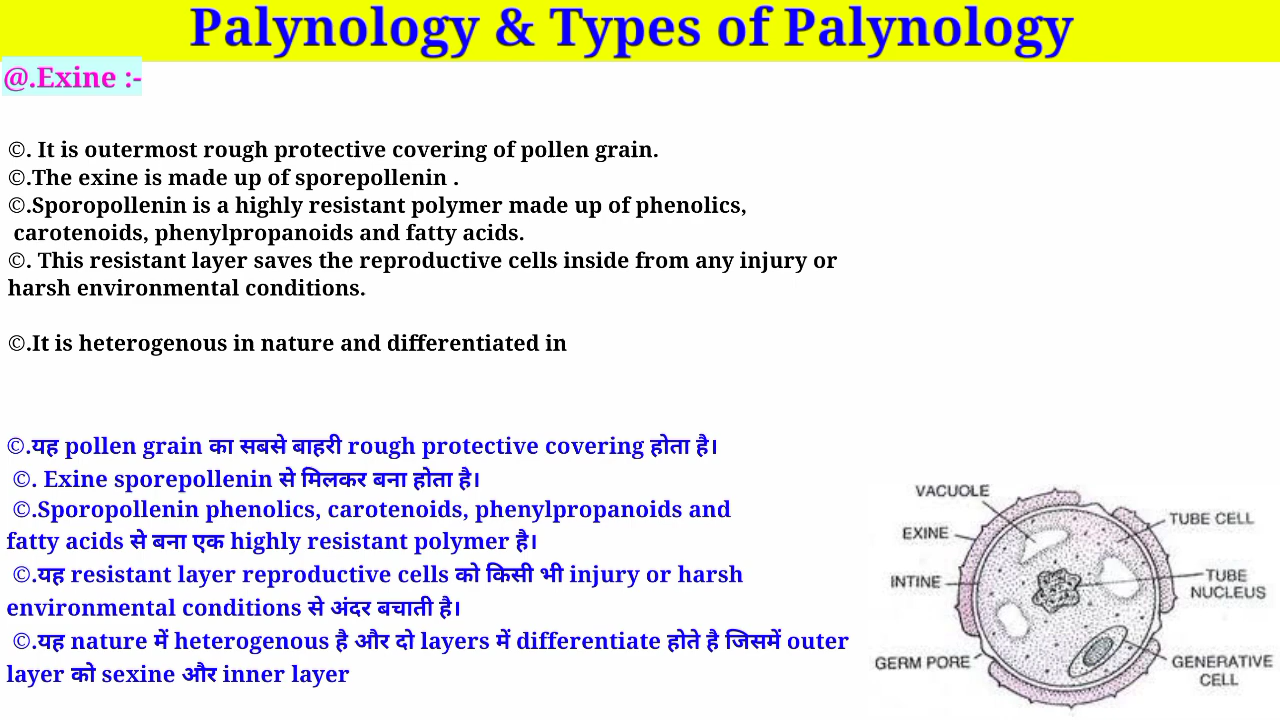 Palynology & Types of Palynology
@.Exine :-
©. It is outermost rough protective covering of pollen grain.
©.The exine is made up of sporepollenin .
©.Sporopollenin is a highly resistant polymer made up of phenolics,
carotenoids, phenylpropanoids and fatty acids.
©. This resistant layer saves the reproductive cells inside from any injury or
harsh environmental conditions.
©.It is heterogenous in nature and differentiated in
©.यह pollen grain का सबसे बाहरी rough protective covering होता है।
©. Exine sporepollenin से मिलकर बना होता है।
©.Sporopollenin phenolics, carotenoids, phenylpropanoids and
fatty acids से बना एक highly resistant polymer है।
©.यह resistant layer reproductive cells को किसी भी injury or harsh
environmental conditions से अंदर बचाती है।
©.यह nature में heterogenous है और दो layers में differentiate होते है जिसमें outer
layer को sexine और inner layer
VACUOLE
EXINE
INTINE
GERM PORE
TUBE CELL
TUBE
NUCLEUS
GENERATIVE
CELL